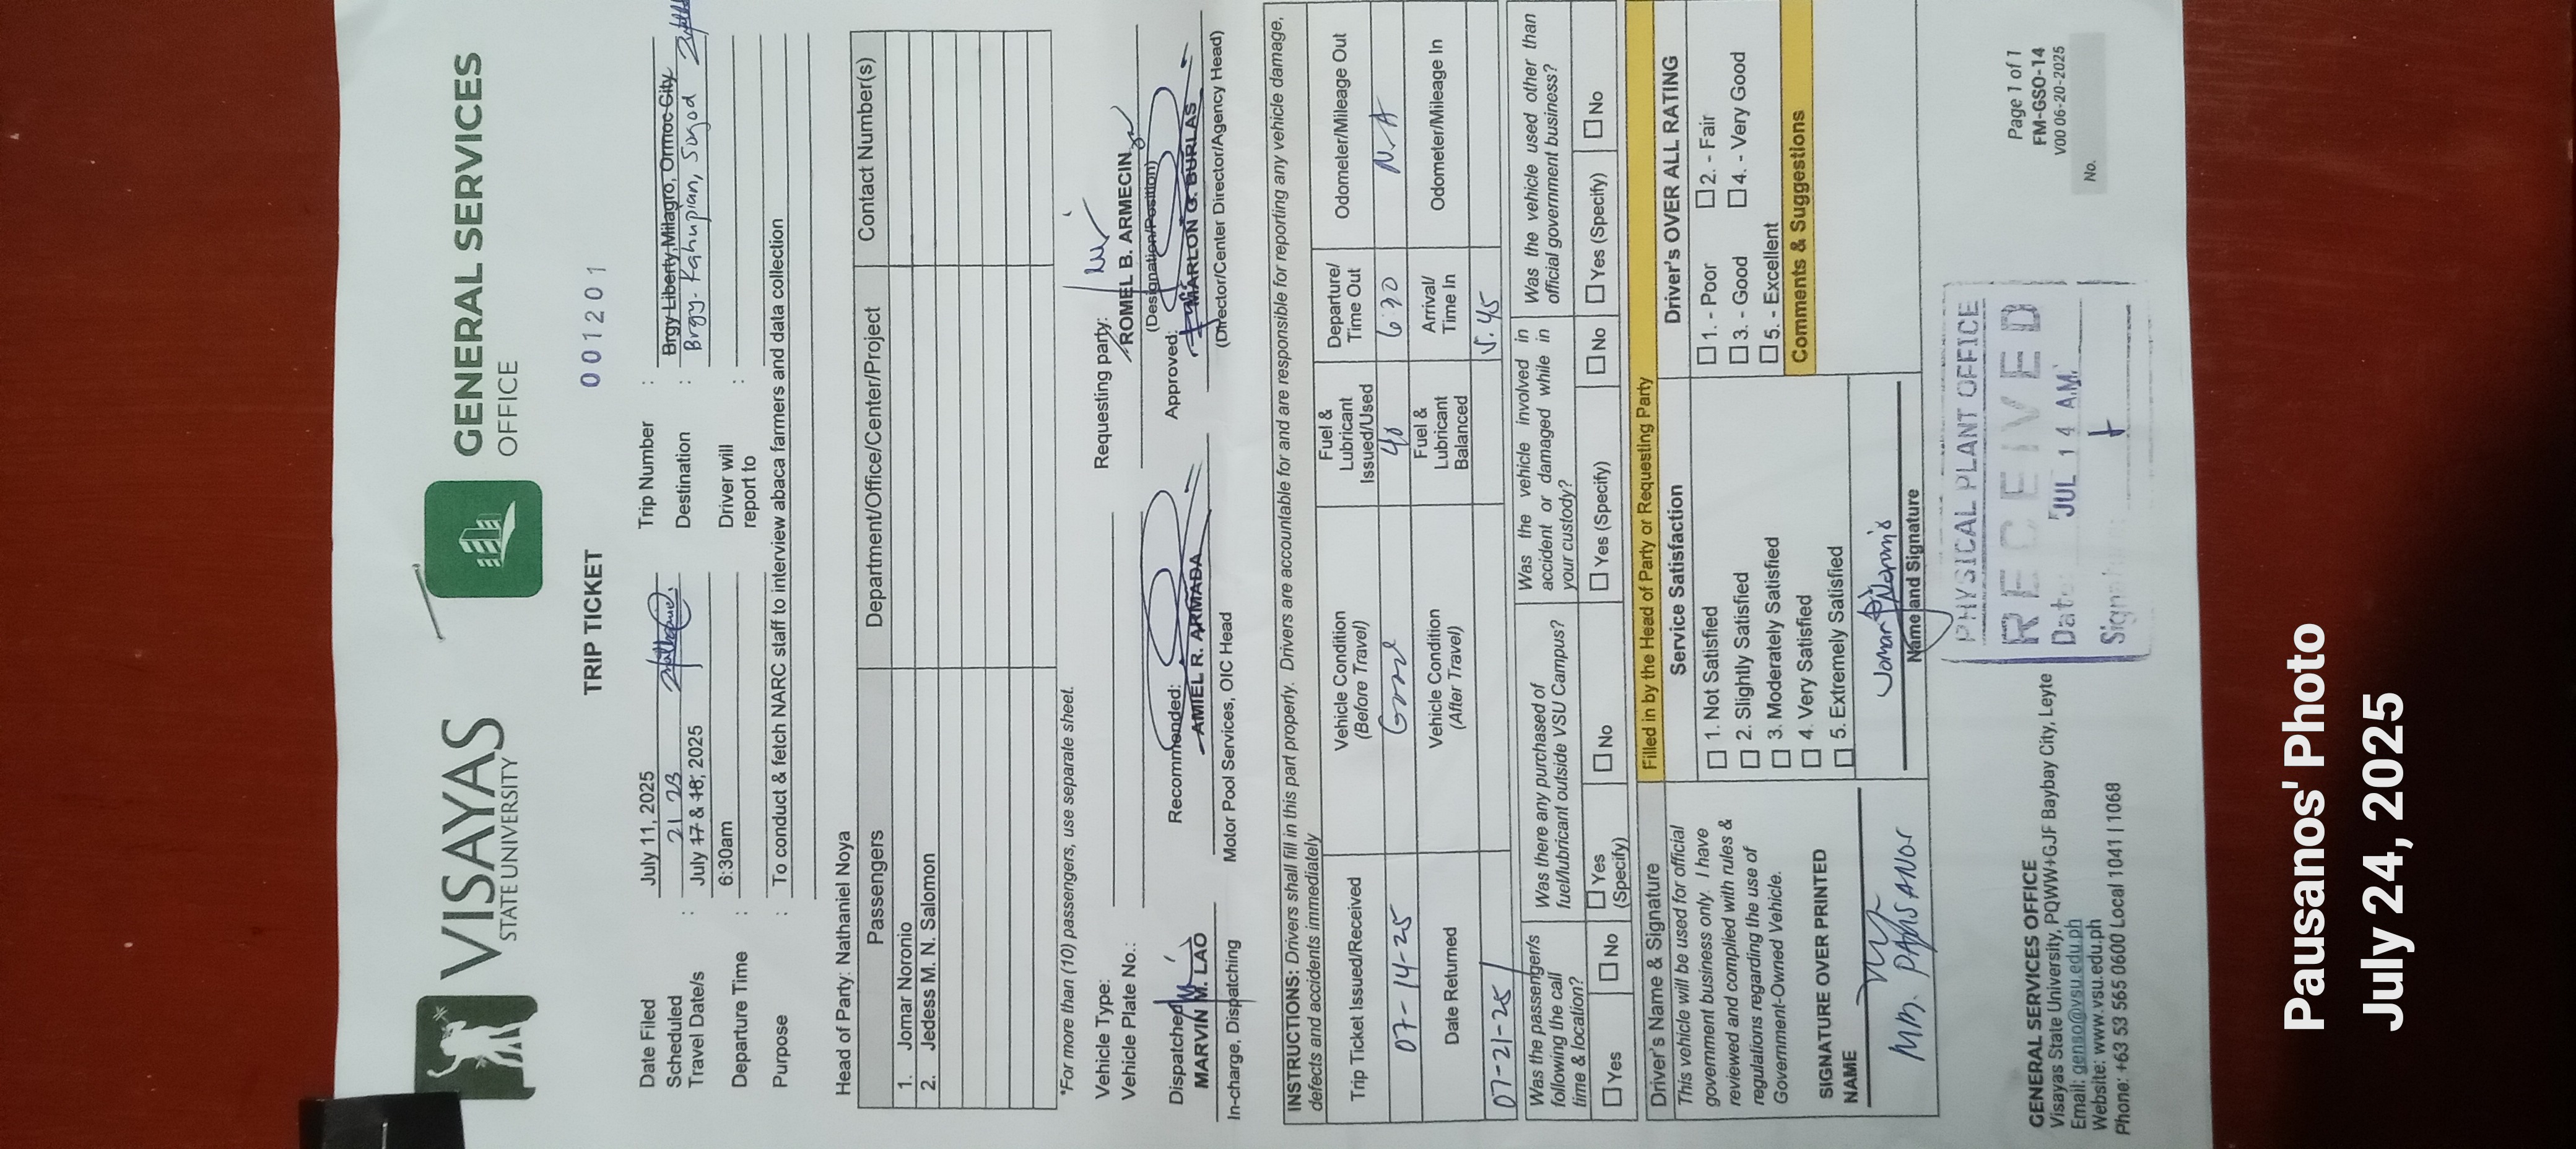 VISAYAS
STATE UNIVERSITY
GENERAL SERVICES
OFFICE
TRIP TICKET
001201
Date Filed July 11, 2025
Trip Number :
Scheduled Travel Date/s : July 17 & 18, 2025
21 23
Destination : Brgy Liberty, Milagro, Ormoc City
Brgy. Kahupian, Sogod
Departure Time : 6:30am
Driver will report to :
Purpose : To conduct & fetch NARC staff to interview abaca farmers and data collection
Head of Party: Nathaniel Noya
Passengers Department/Office/Center/Project Contact Number(s)
1. Jomar Noronio
2. Jedess M. N. Salomon
*For more than (10) passengers, use separate sheet.
Vehicle Type:
Vehicle Plate No.:
Requesting party:
ROMEL B. ARMECIN
(Designation/Position)
Dispatched
MARVIN M. LAO
In-charge, Dispatching
Recommended:
AMIEL R. ARMADA
Motor Pool Services, OIC Head
Approved:
MARLON G. BURLAS
(Director/Center Director/Agency Head)
INSTRUCTIONS: Drivers shall fill in this part properly. Drivers are accountable for and are responsible for reporting any vehicle damage,
defects and accidents immediately
Trip Ticket Issued/Received Vehicle Condition (Before Travel) Fuel & Lubricant Issued/Used Departure/ Time Out Odometer/Mileage Out
07-14-25 Good 40 6:30 N.A
Date Returned Vehicle Condition (After Travel) Fuel & Lubricant Balanced Arrival/ Time In Odometer/Mileage In
07-21-25 5:45
Was the passenger/s following the call time & location?
Yes No
Was there any purchased of fuel/lubricant outside VSU Campus?
Yes (Specify) No
Was the vehicle involved in accident or damaged while in your custody?
Yes (Specify) No
Was the vehicle used other than official government business?
Yes (Specify) No
Driver's Name & Signature
This vehicle will be used for official
government business only. I have
reviewed and complied with rules &
regulations regarding the use of
Government-Owned Vehicle.
SIGNATURE OVER PRINTED
NAME
Filled in by the Head of Party or Requesting Party
Service Satisfaction
1. Not Satisfied
2. Slightly Satisfied
3. Moderately Satisfied
4. Very Satisfied
5. Extremely Satisfied
Name and Signature
Driver's OVER ALL RATING
1. - Poor 2. - Fair
3. - Good 4. - Very Good
5. - Excellent
Comments & Suggestions
GENERAL SERVICES OFFICE
Visayas State University, PQWW+GJF Baybay City, Leyte
Email: genso@vsu.edu.ph
Website: www.vsu.edu.ph
Phone: +63 53 565 0600 Local 1041 | 1068
PHYSICAL PLANT OFFICE
RECEIVED
Date JUL 14 AM
Page 1 of 1
FM-GSO-14
V00 06-20-2025
No.
Pausanos' Photo
July 24, 2025